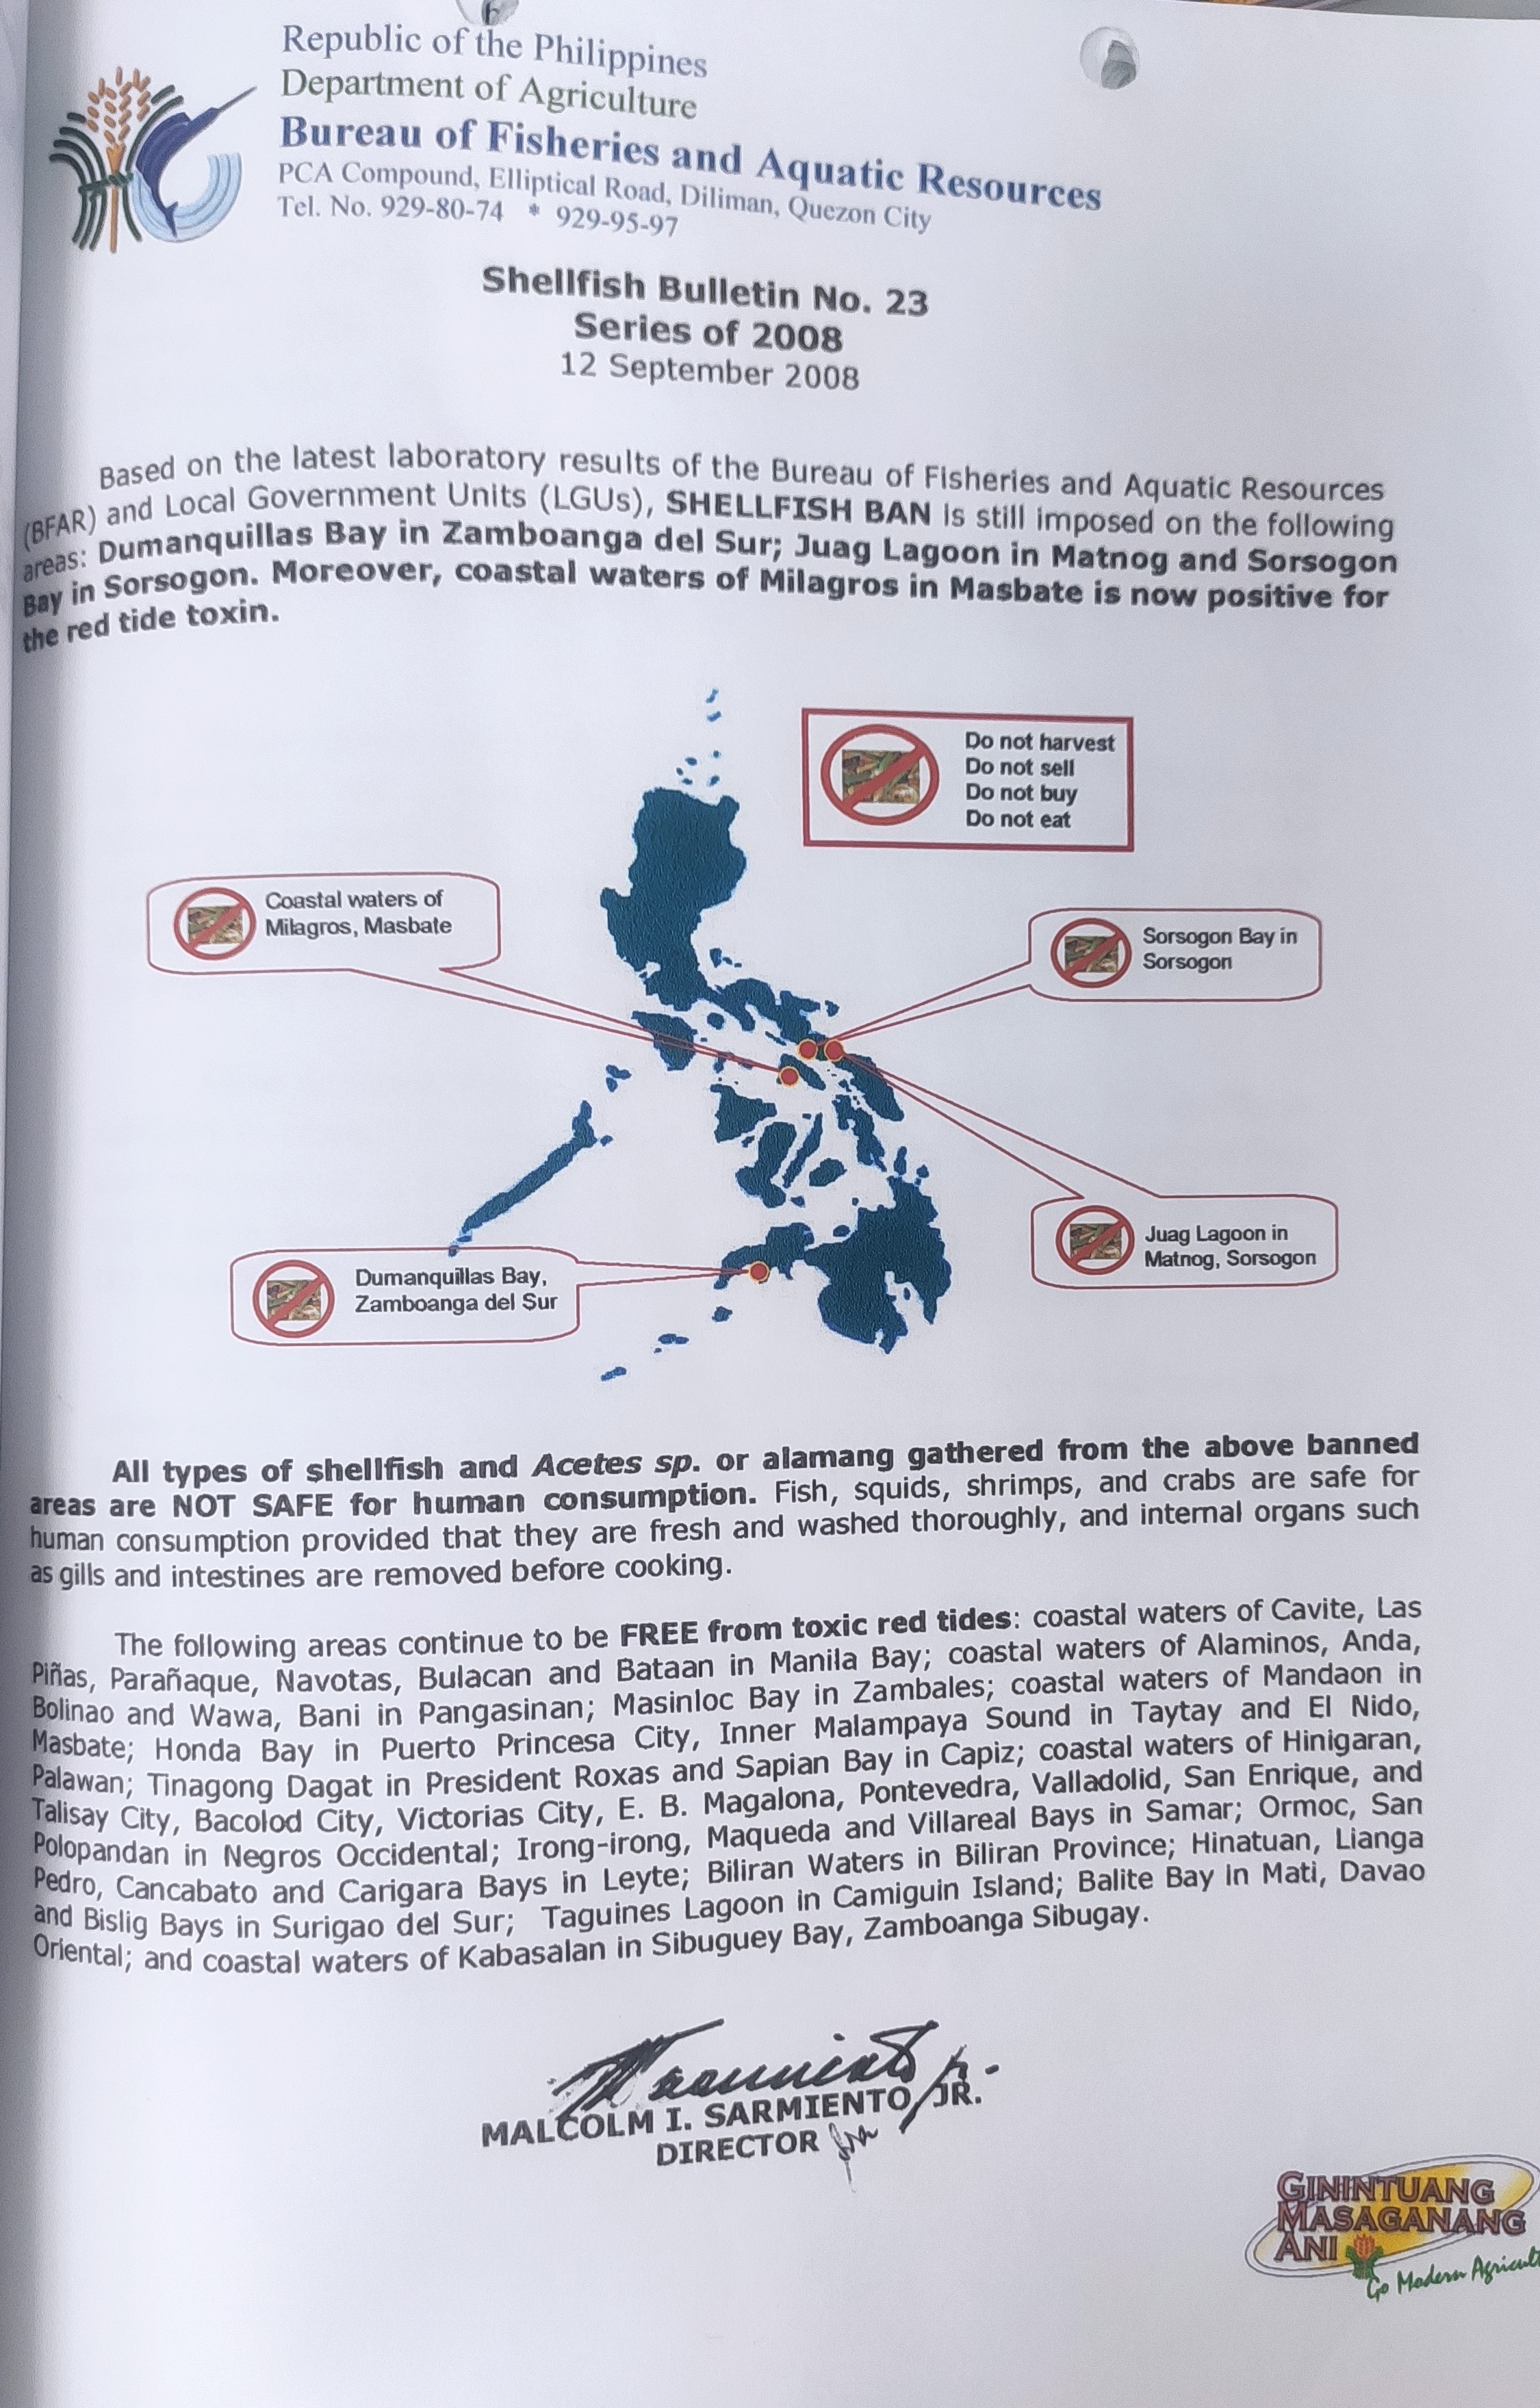 Republic of the Philippines
Department of Agriculture
Bureau of Fisheries and Aquatic Resources
PCA Compound, Elliptical Road, Diliman, Quezon City
Tel. No. 929-80-74 * 929-95-97
Shellfish Bulletin No. 23
Series of 2008
12 September 2008
Based on the latest laboratory results of the Bureau of Fisheries and Aquatic Resources
(BFAR) and Local Government Units (LGUs), SHELLFISH BAN is still imposed on the following
areas: Dumanquillas Bay in Zamboanga del Sur; Juag Lagoon in Matnog and Sorsogon
Bay in Sorsogon. Moreover, coastal waters of Milagros in Masbate is now positive for
the red tide toxin.
Do not harvest
Do not sell
Do not buy
Do not eat
Coastal waters of
Milagros, Masbate
Sorsogon Bay in
Sorsogon
Juag Lagoon in
Matnog, Sorsogon
Dumanquillas Bay,
Zamboanga del Sur
All types of shellfish and Acetes sp. or alamang gathered from the above banned
areas are NOT SAFE for human consumption. Fish, squids, shrimps, and crabs are safe for
human consumption provided that they are fresh and washed thoroughly, and internal organs such
as gills and intestines are removed before cooking.
The following areas continue to be FREE from toxic red tides: coastal waters of Cavite, Las
Piñas, Parañaque, Navotas, Bulacan and Bataan in Manila Bay; coastal waters of Alaminos, Anda,
Bolinao and Wawa, Bani in Pangasinan; Masinloc Bay in Zambales; coastal waters of Mandaon in
Masbate; Honda Bay in Puerto Princesa City, Inner Malampaya Sound in Taytay and El Nido,
Palawan; Tinagong Dagat in President Roxas and Sapian Bay in Capiz; coastal waters of Hinigaran,
Talisay City, Bacolod City, Victorias City, E. B. Magalona, Pontevedra, Valladolid, San Enrique, and
Polopandan in Negros Occidental; Irong-irong, Maqueda and Villareal Bays in Samar; Ormoc, San
Pedro, Cancabato and Carigara Bays in Leyte; Biliran Waters in Biliran Province; Hinatuan, Lianga
and Bislig Bays in Surigao del Sur; Taguines Lagoon in Camiguin Island; Balite Bay in Mati, Davao
Oriental; and coastal waters of Kabasalan in Sibuguey Bay, Zamboanga Sibugay.
MALCOLM I. SARMIENTO, JR.
DIRECTOR
GININTUANG
MASAGANANG
ANI
Go Modern Agricult